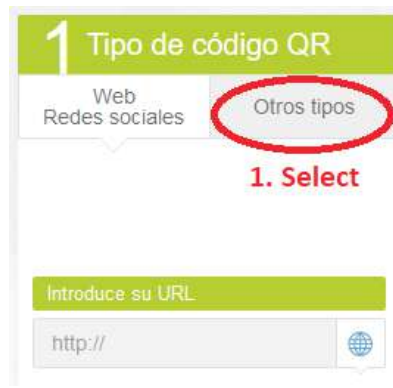 1 Tipo de código QR
Web
Redes sociales
Otros tipos
1. Select
Introduce su URL
http://